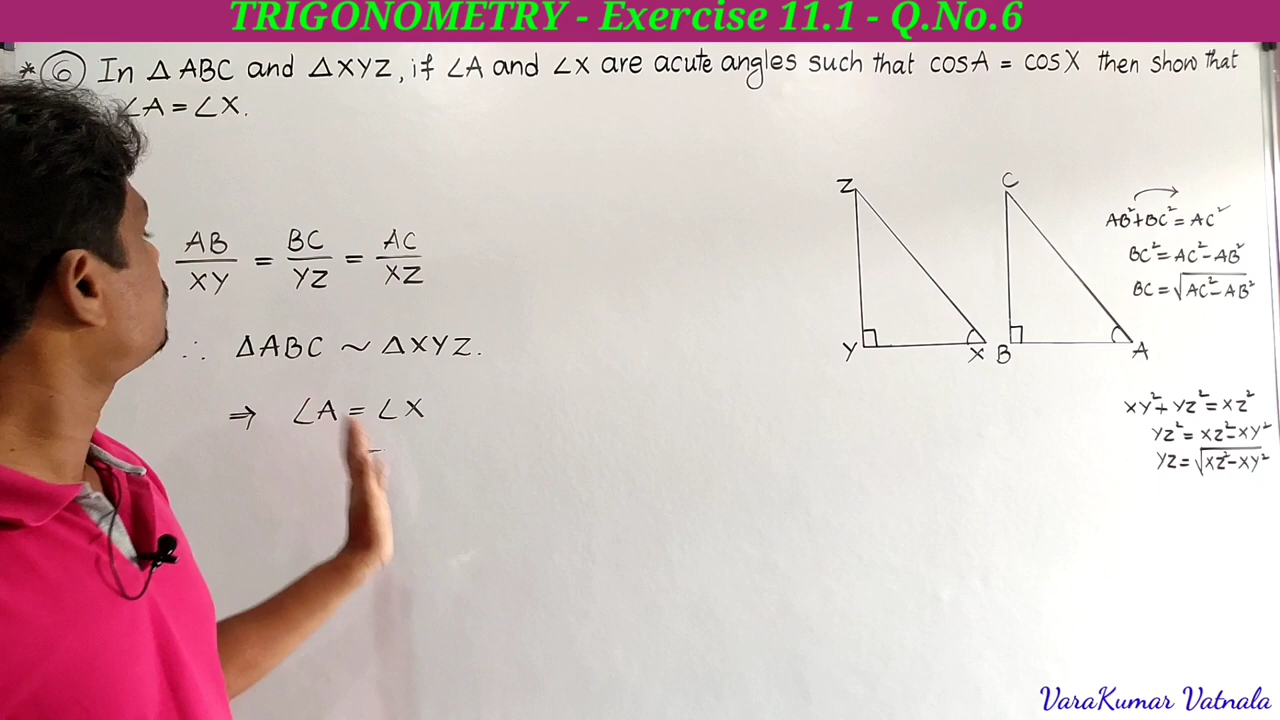 TRIGONOMETRY - Exercise 11.1 - Q.No.6
* ⑥ In Δ ABC and ΔXYZ, if ∠A and ∠X are acute angles such that cosA = cosX then show that
∠A = ∠X.
AB/XY = BC/YZ = AC/XZ
∴ ΔABC ~ ΔXYZ.
⇒ ∠A = ∠X
Z
Y
X
C
B
A
AB²+BC² = AC²
BC² = AC² - AB²
BC = √AC² - AB²
XY² + YZ² = XZ²
YZ² = XZ² - XY²
YZ = √XZ² - XY²
VaraKumar Vatnala